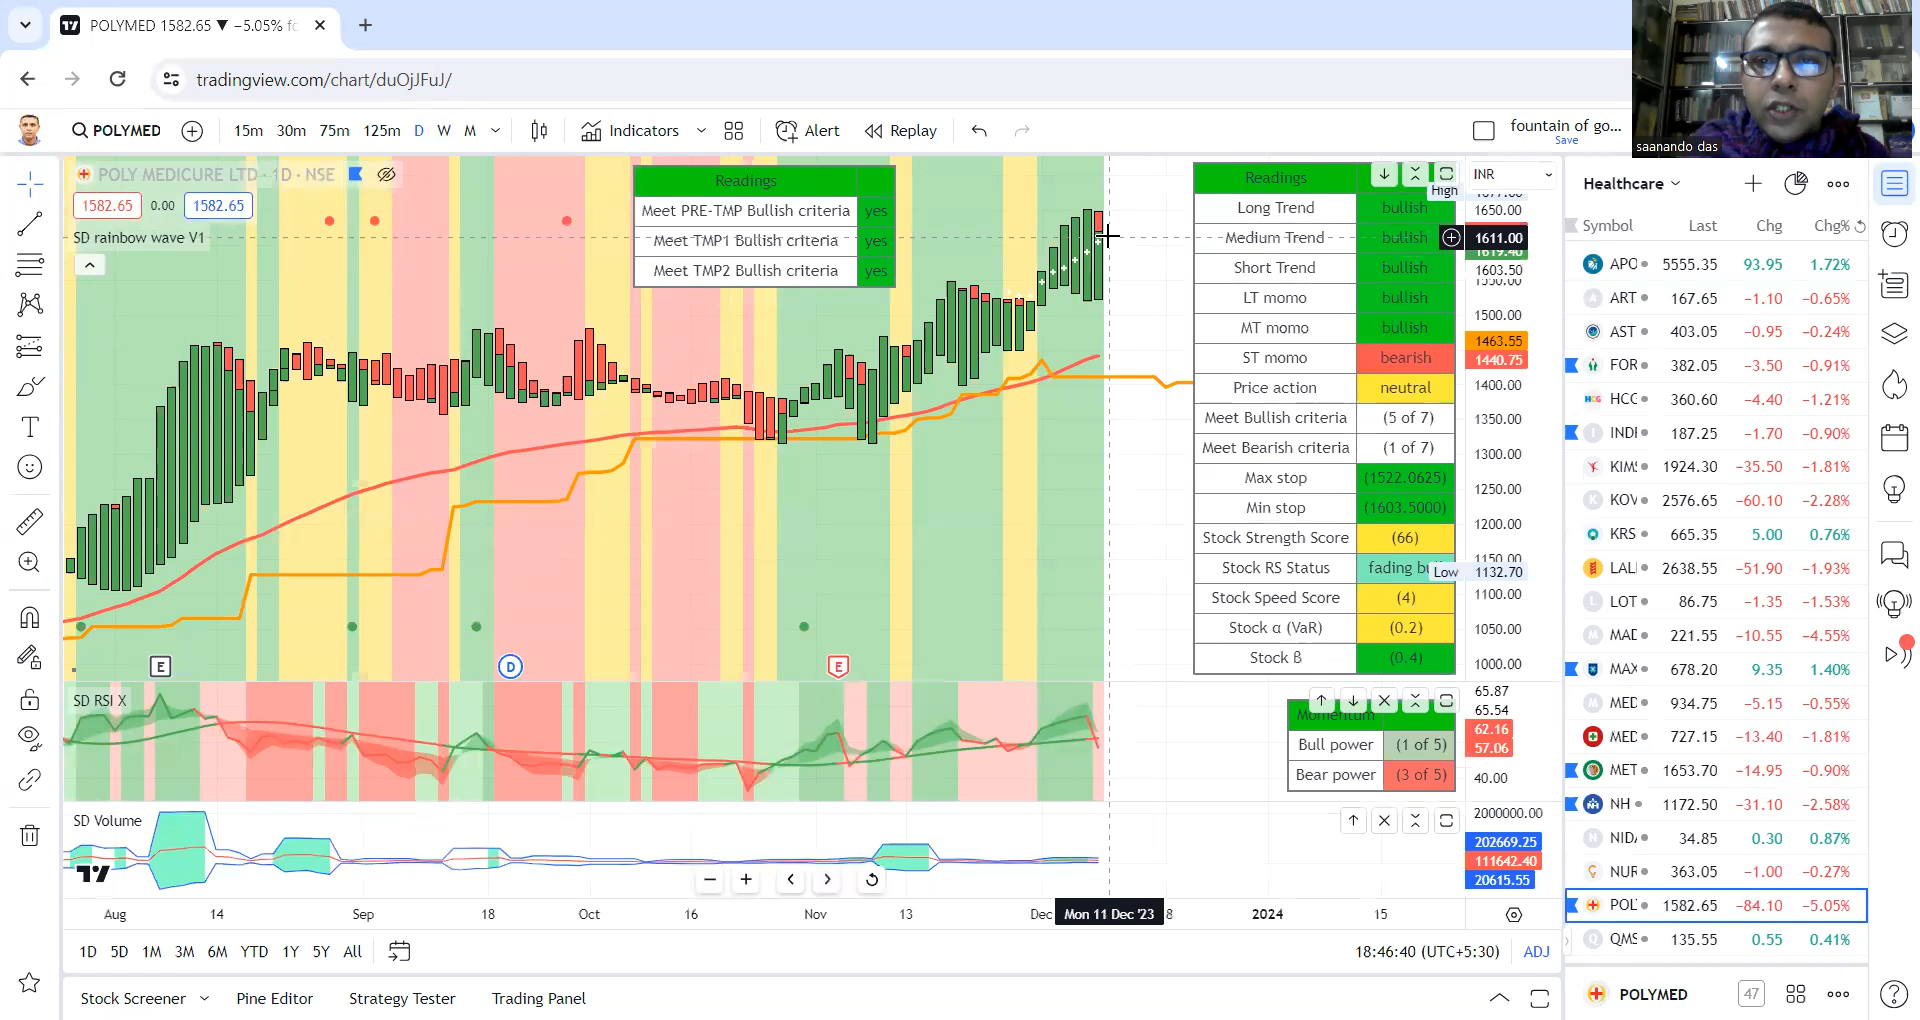 POLYMED 1582.65 ▼ −5.05% fo
tradingview.com/chart/duOjJFuJ/
POLYMED 15m 30m 75m 125m D W M Indicators Alert Replay fountain of go...
Save
saanando das
POLY MEDICURE LTD · 1D · NSE
1582.65 0.00 1582.65
SD rainbow wave V1
Readings
Meet PRE-TMP Bullish criteria yes
Meet TMP1 Bullish criteria yes
Meet TMP2 Bullish criteria yes
Readings
Long Trend bullish
Medium Trend bullish
Short Trend bullish
LT momo bullish
MT momo bullish
ST momo bearish
Price action neutral
Meet Bullish criteria (5 of 7)
Meet Bearish criteria (1 of 7)
Max stop (1522.0625)
Min stop (1603.5000)
Stock Strength Score (66)
Stock RS Status fading bu
Stock Speed Score (4)
Stock α (VaR) (0.2)
Stock ß (0.4)
INR
High
1650.00
1611.00
1619.40
1603.50
1500.00
1463.55
1440.75
1400.00
1350.00
1300.00
1250.00
1200.00
1150.00
Low 1132.70
1100.00
1050.00
1000.00
E D E
SD RSI X
Momentum
Bull power (1 of 5)
Bear power (3 of 5)
65.87
65.54
62.16
57.06
40.00
SD Volume
2000000.00
202669.25
111642.40
20615.55
Aug 14 Sep 18 Oct 16 Nov 13 Dec Mon 11 Dec '23 8 2024 15
1D 5D 1M 3M 6M YTD 1Y 5Y All 18:46:40 (UTC+5:30) ADJ
Stock Screener Pine Editor Strategy Tester Trading Panel
Healthcare
Symbol Last Chg Chg%
APO 5555.35 93.95 1.72%
ART 167.65 −1.10 −0.65%
AST 403.05 −0.95 −0.24%
FOR 382.05 −3.50 −0.91%
HCG
HCC 360.60 −4.40 −1.21%
INDI 187.25 −1.70 −0.90%
KIMS 1924.30 −35.50 −1.81%
KOV 2576.65 −60.10 −2.28%
KRS 665.35 5.00 0.76%
LAL 2638.55 −51.90 −1.93%
LOT 86.75 −1.35 −1.53%
MAD 221.55 −10.55 −4.55%
MAX 678.20 9.35 1.40%
MED 934.75 −5.15 −0.55%
MED 727.15 −13.40 −1.81%
MET 1653.70 −14.95 −0.90%
NH 1172.50 −31.10 −2.58%
NID 34.85 0.30 0.87%
NUR 363.05 −1.00 −0.27%
POL 1582.65 −84.10 −5.05%
QMS 135.55 0.55 0.41%
POLYMED 47